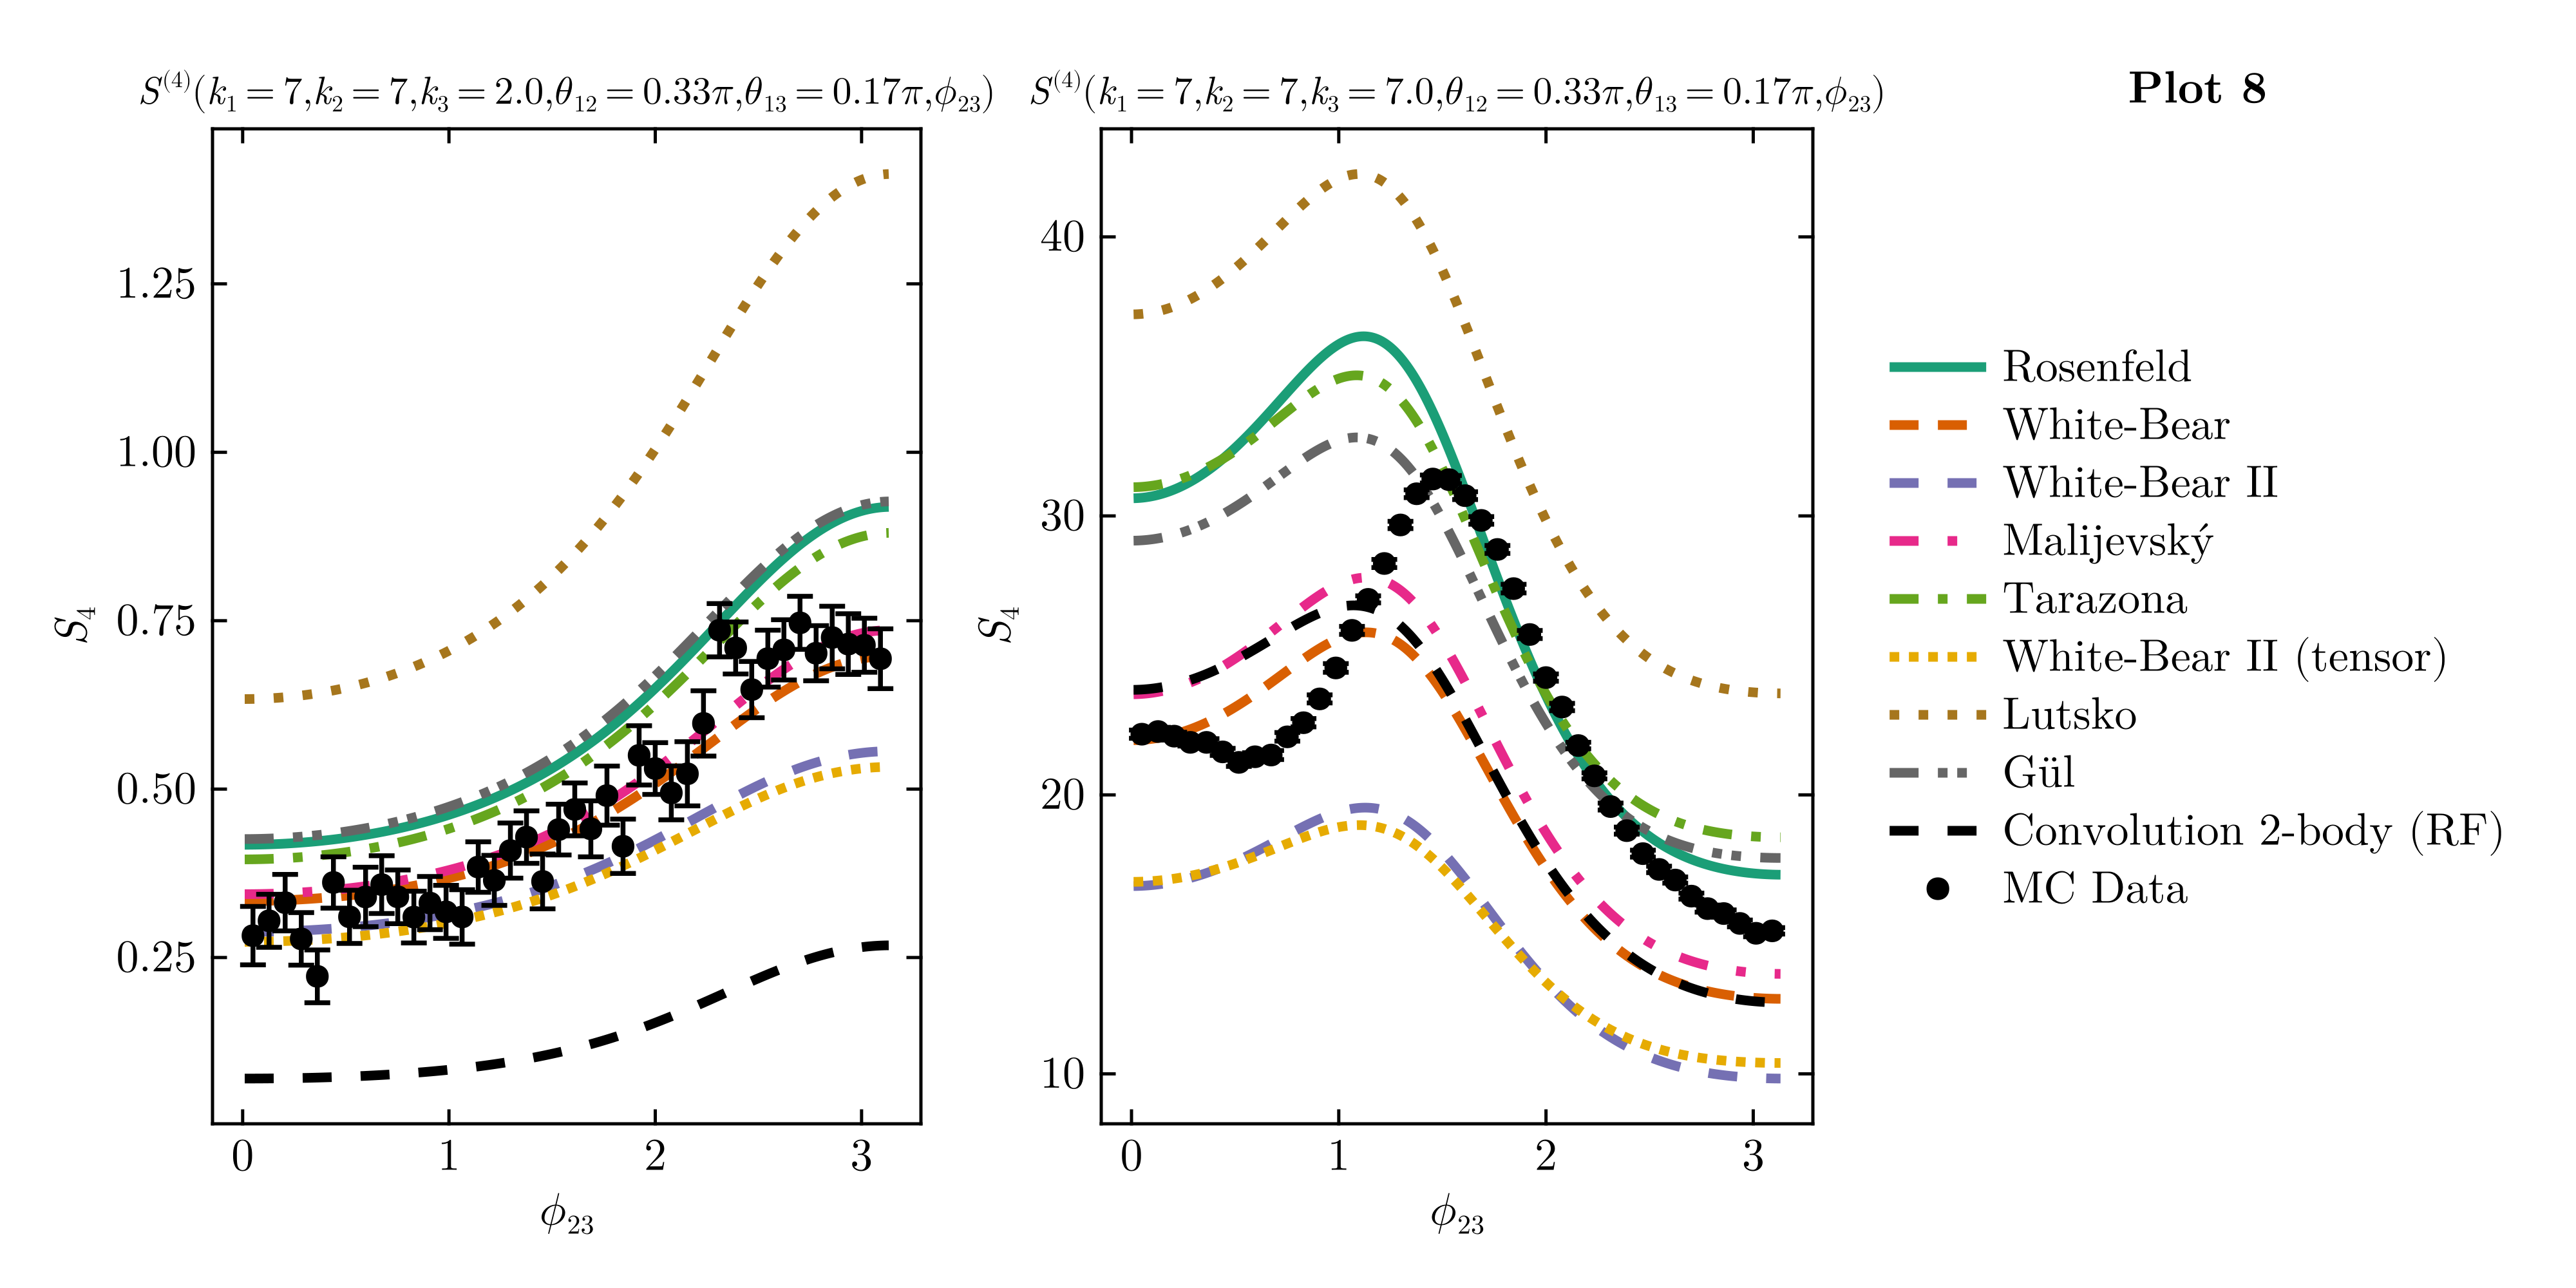 S⁽⁴⁾(k₁ = 7,k₂ = 7,k₃ = 2.0,θ₁₂ = 0.33π,θ₁₃ = 0.17π,ϕ₂₃)
S⁽⁴⁾(k₁ = 7,k₂ = 7,k₃ = 7.0,θ₁₂ = 0.33π,θ₁₃ = 0.17π,ϕ₂₃)
Plot 8
S₄
1.25
1.00
0.75
0.50
0.25
0 1 2 3
ϕ₂₃
S₄
40
30
20
10
0 1 2 3
ϕ₂₃
Rosenfeld
White-Bear
White-Bear II
Malijevský
Tarazona
White-Bear II (tensor)
Lutsko
Gül
Convolution 2-body (RF)
MC Data